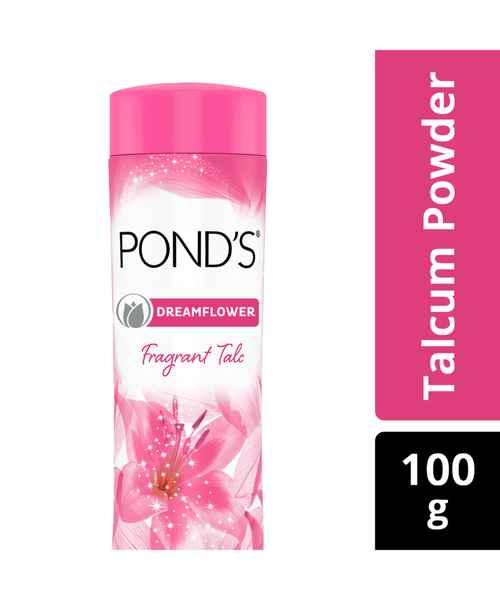 POND'S®
DREAMFLOWER
Fragrant Talc
Talcum Powder
100
g